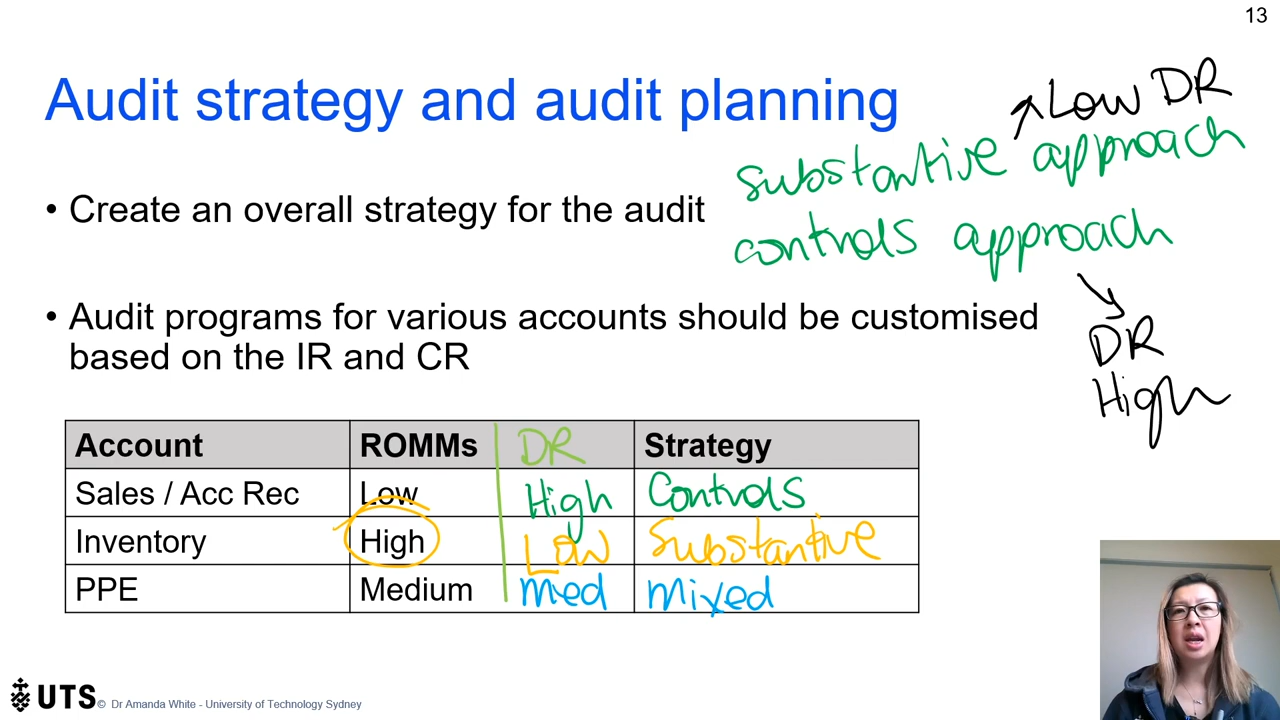 13
Audit strategy and audit planning
Low DR
substantive approach
• Create an overall strategy for the audit
controls approach
• Audit programs for various accounts should be customised
based on the IR and CR
DR
High
Account ROMMs DR Strategy
Sales / Acc Rec Low High Controls
Inventory High Low Substantive
PPE Medium med mixed
UTS © Dr Amanda White - University of Technology Sydney